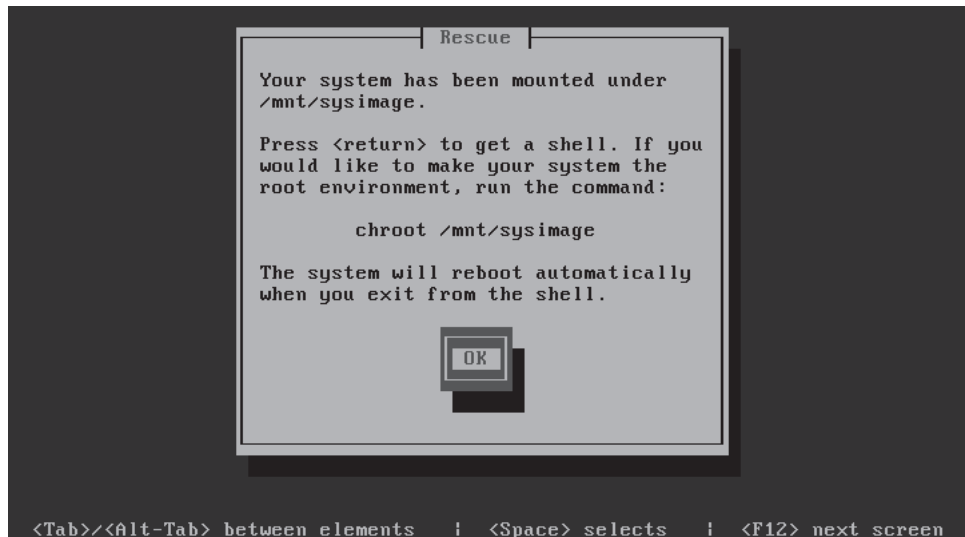 Rescue
Your system has been mounted under
/mnt/sysimage.
Press <return> to get a shell. If you
would like to make your system the
root environment, run the command:
chroot /mnt/sysimage
The system will reboot automatically
when you exit from the shell.
OK
<Tab>/<Alt-Tab> between elements | <Space> selects | <F12> next screen